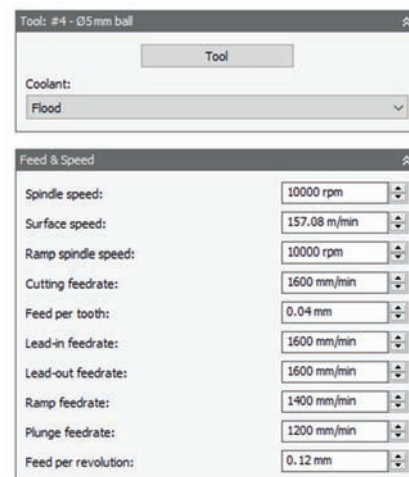 Tool: #4 - Ø5mm ball
Tool
Coolant:
Flood
Feed & Speed
Spindle speed: 10000 rpm
Surface speed: 157.08 m/min
Ramp spindle speed: 10000 rpm
Cutting feedrate: 1600 mm/min
Feed per tooth: 0.04 mm
Lead-in feedrate: 1600 mm/min
Lead-out feedrate: 1600 mm/min
Ramp feedrate: 1400 mm/min
Plunge feedrate: 1200 mm/min
Feed per revolution: 0.12 mm